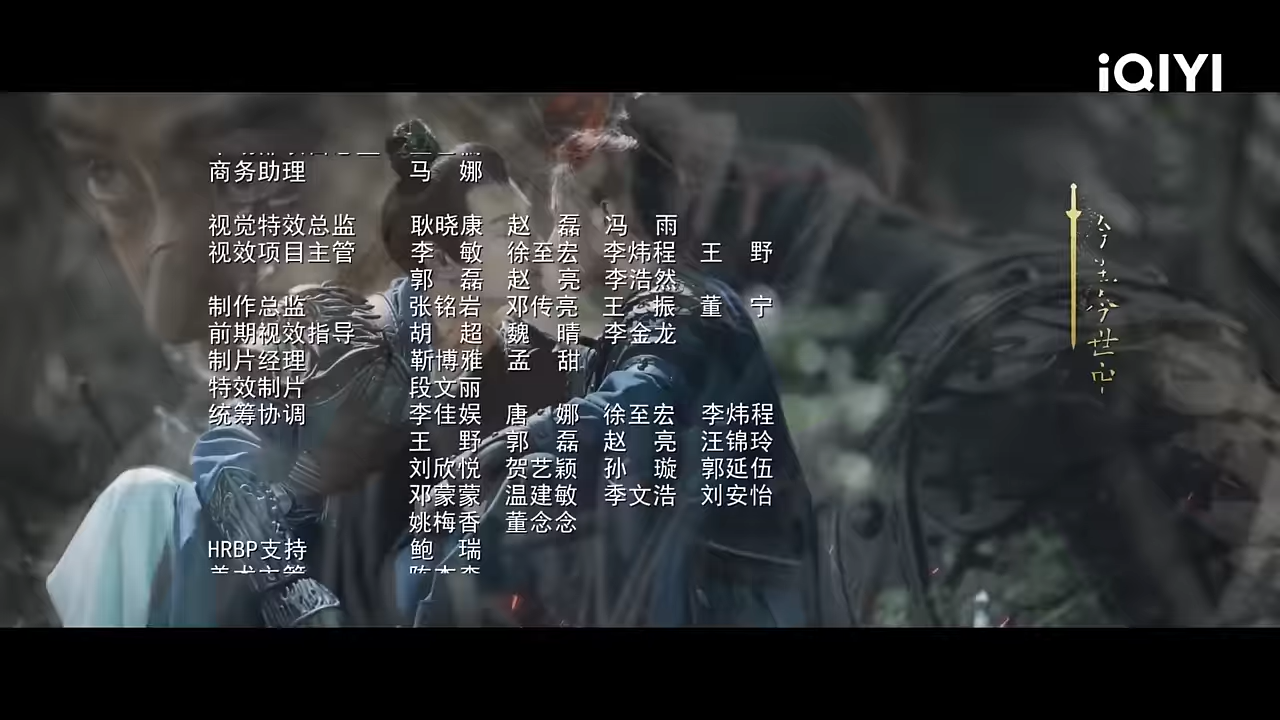 iQIYI
商务助理 马 娜
视觉特效总监 耿晓康 赵 磊 冯 雨
视效项目主管 李 敏 徐至宏 李炜程 王 野
郭 磊 赵 亮 李浩然
制作总监 张铭岩 邓传亮 王 振 董 宁
前期视效指导 胡 超 魏 晴 李金龙
制片经理 靳博雅 孟 甜
特效制片 段文丽
统筹协调 李佳娱 唐 娜 徐至宏 李炜程
王 野 郭 磊 赵 亮 汪锦玲
刘欣悦 贺艺颖 孙 璇 郭延伍
邓蒙蒙 温建敏 季文浩 刘安怡
姚梅香 董念念
HRBP支持 鲍 瑞